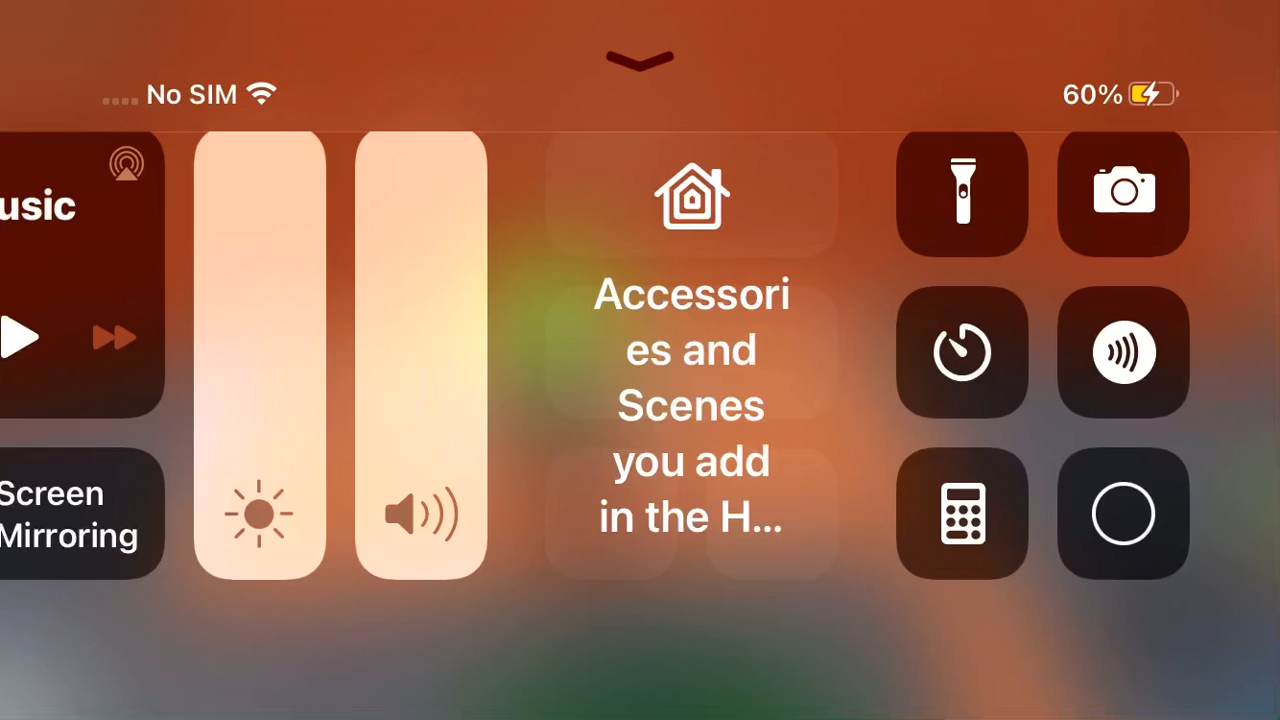 No SIM
60%
usic
Accessori
es and
Scenes
you add
in the H...
Screen
Mirroring